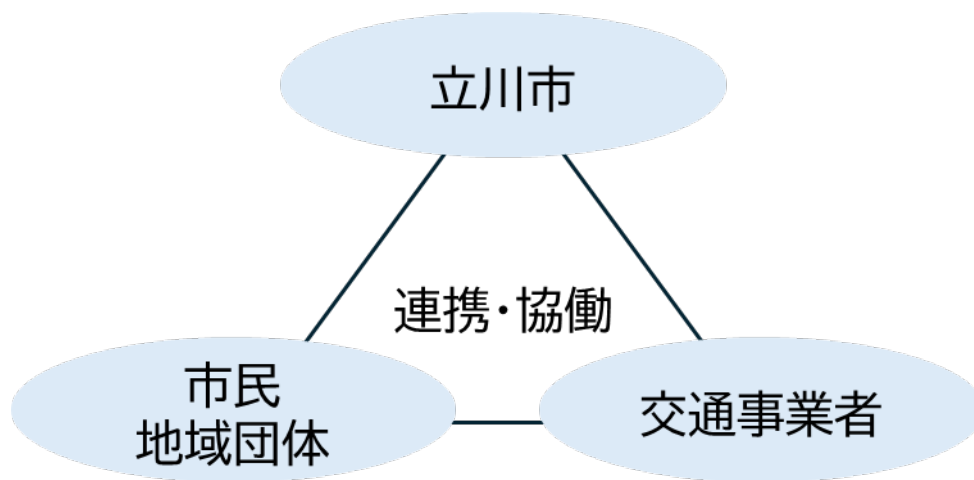 立川市
連携・協働
市民
地域団体
交通事業者